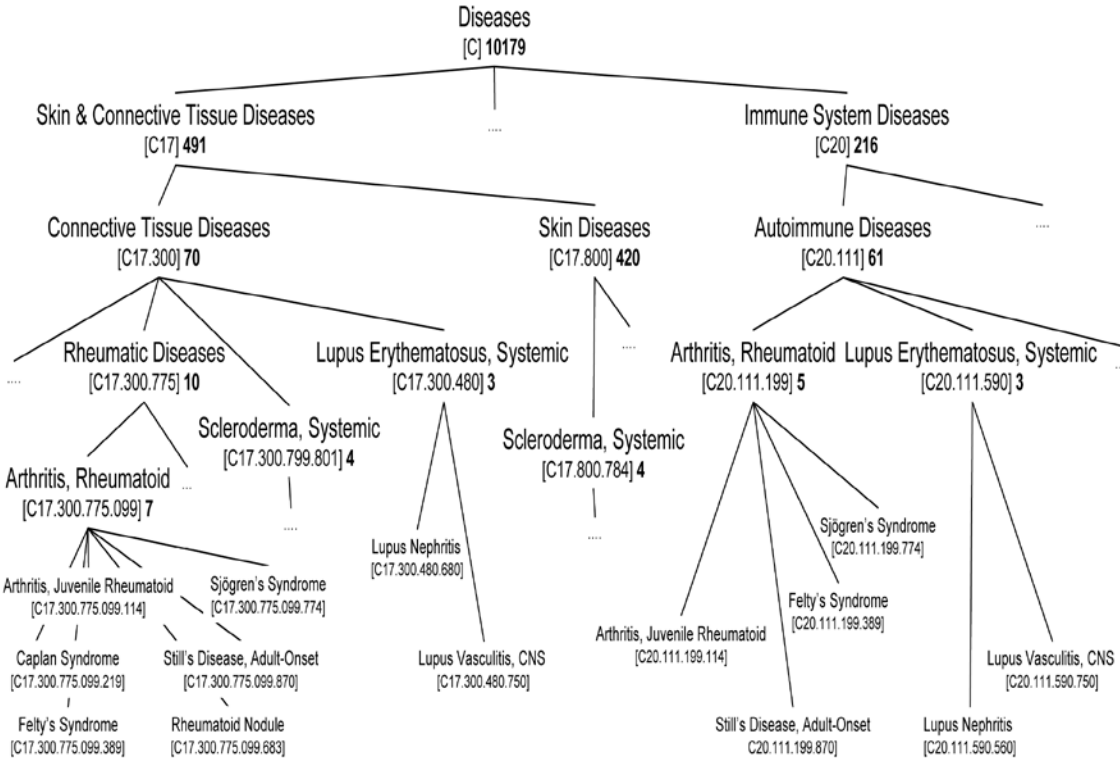 Diseases
[C] 10179
....
Skin & Connective Tissue Diseases
[C17] 491
Immune System Diseases
[C20] 216
Connective Tissue Diseases
[C17.300] 70
Skin Diseases
[C17.800] 420
Autoimmune Diseases
[C20.111] 61
....
....
Rheumatic Diseases
[C17.300.775] 10
Lupus Erythematosus, Systemic
[C17.300.480] 3
....
Arthritis, Rheumatoid
[C20.111.199] 5
Lupus Erythematosus, Systemic
[C20.111.590] 3
...
Scleroderma, Systemic
[C17.300.799.801] 4
....
Scleroderma, Systemic
[C17.800.784] 4
....
Arthritis, Rheumatoid
[C17.300.775.099] 7
...
Lupus Nephritis
[C17.300.480.680]
Sjögren's Syndrome
[C20.111.199.774]
Arthritis, Juvenile Rheumatoid
[C17.300.775.099.114]
Sjögren's Syndrome
[C17.300.775.099.774]
Felty's Syndrome
[C20.111.199.389]
Arthritis, Juvenile Rheumatoid
[C20.111.199.114]
Caplan Syndrome
[C17.300.775.099.219]
Still's Disease, Adult-Onset
[C17.300.775.099.870]
Lupus Vasculitis, CNS
[C17.300.480.750]
Lupus Vasculitis, CNS
[C20.111.590.750]
Felty's Syndrome
[C17.300.775.099.389]
Rheumatoid Nodule
[C17.300.775.099.683]
Still's Disease, Adult-Onset
C20.111.199.870]
Lupus Nephritis
[C20.111.590.560]